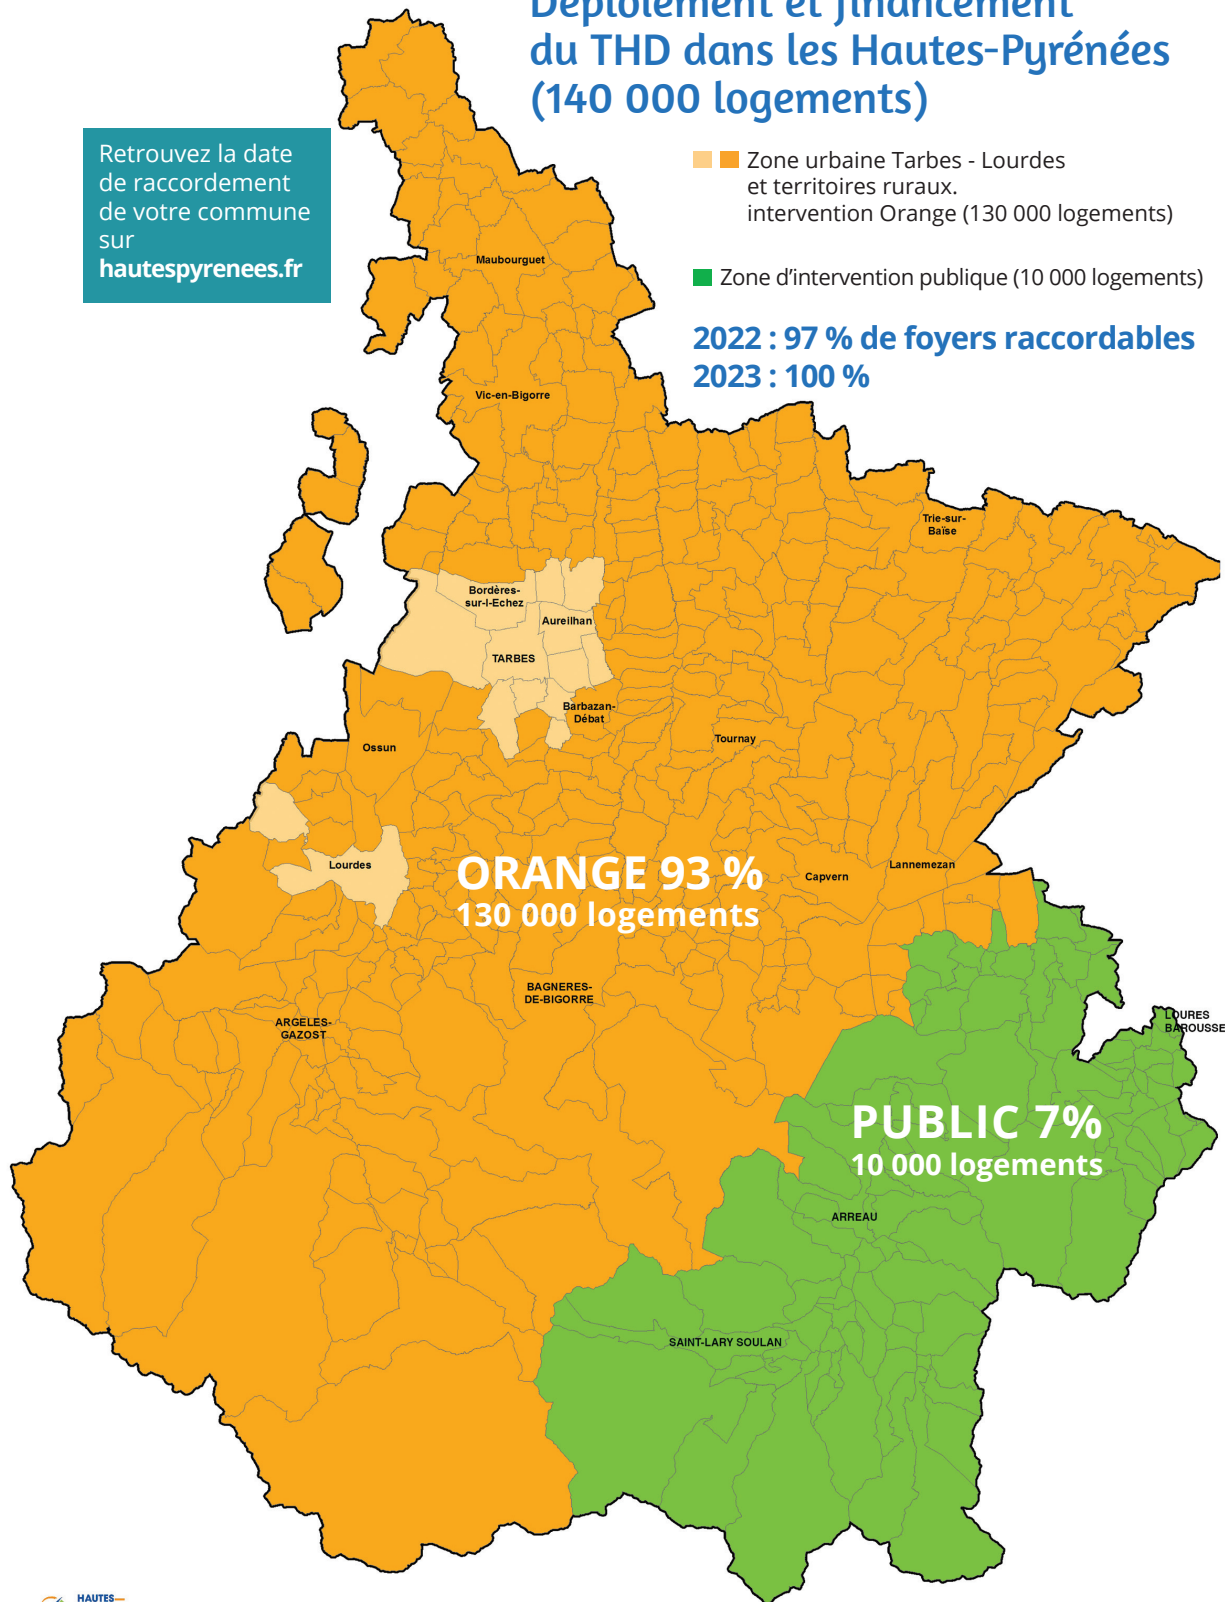 Déploiement et financement
du THD dans les Hautes-Pyrénées
(140 000 logements)
Retrouvez la date
de raccordement
de votre commune
sur
hautespyrenees.fr
Zone urbaine Tarbes - Lourdes
et territoires ruraux.
intervention Orange (130 000 logements)
Zone d'intervention publique (10 000 logements)
2022 : 97 % de foyers raccordables
2023 : 100 %
Maubourguet
Vic-en-Bigorre
Trie-sur-
Baïse
Bordères-
sur-l-Echez
Aureilhan
TARBES
Barbazan-
Débat
Ossun
Tournay
Lourdes
ORANGE 93 %
130 000 logements
Capvern
Lannemezan
BAGNERES-
DE-BIGORRE
ARGELES-
GAZOST
LOURES
BAROUSSE
PUBLIC 7%
10 000 logements
ARREAU
SAINT-LARY SOULAN
HAUTES